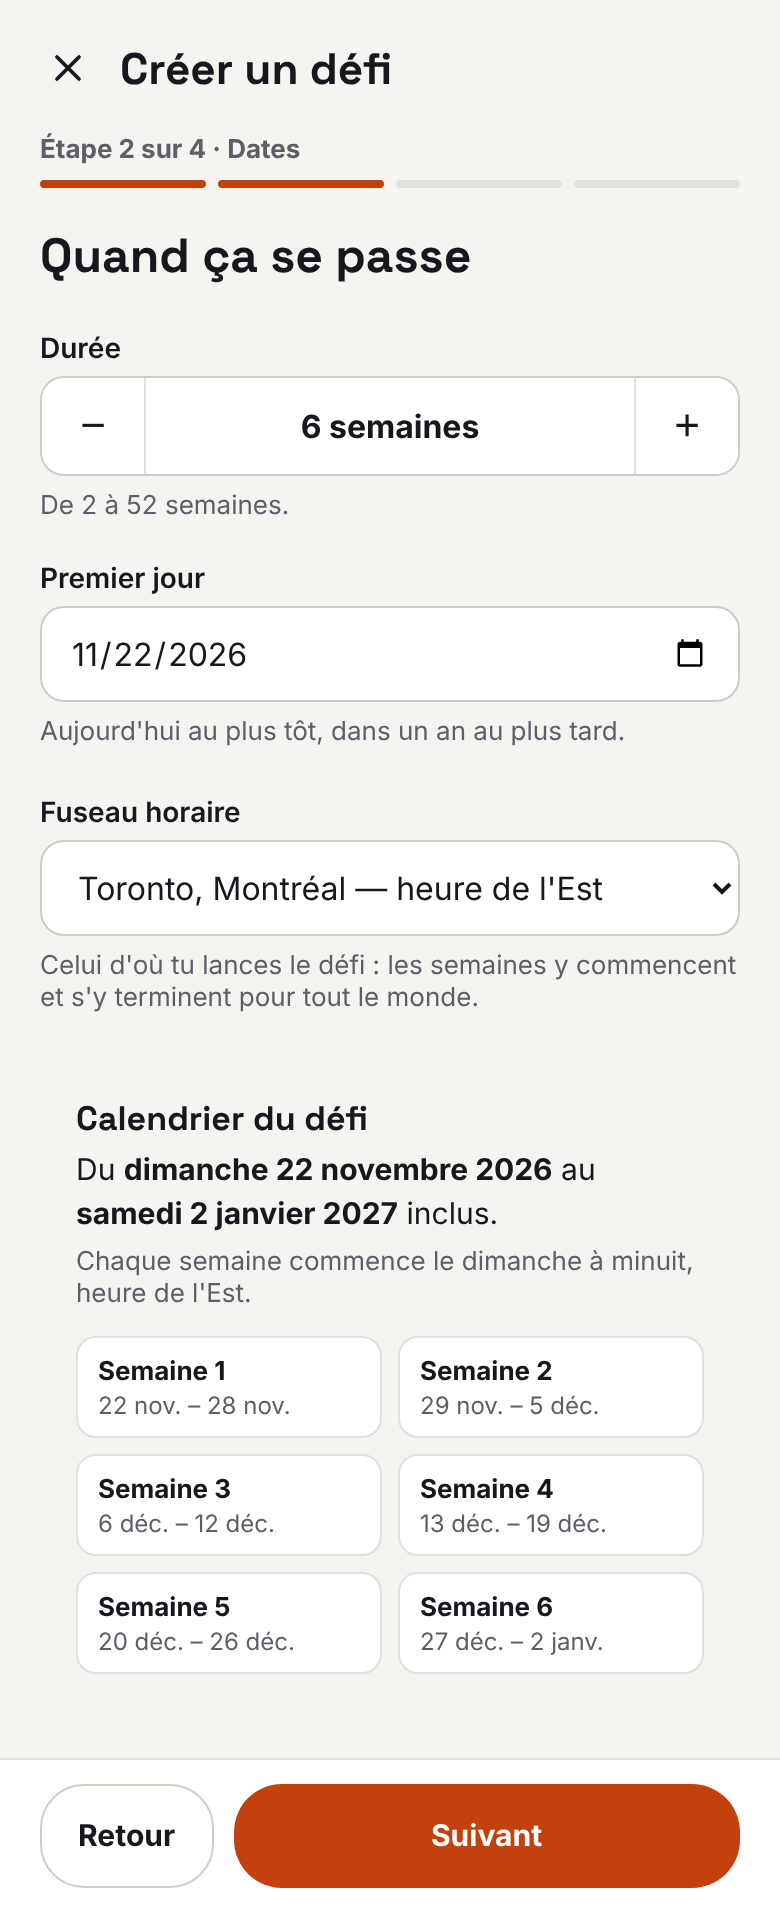 Créer un défi
Étape 2 sur 4 · Dates
Quand ça se passe
Durée
− 6 semaines +
De 2 à 52 semaines.
Premier jour
11/22/2026
Aujourd'hui au plus tôt, dans un an au plus tard.
Fuseau horaire
Toronto, Montréal — heure de l'Est
Celui d'où tu lances le défi : les semaines y commencent
et s'y terminent pour tout le monde.
Calendrier du défi
Du dimanche 22 novembre 2026 au
samedi 2 janvier 2027 inclus.
Chaque semaine commence le dimanche à minuit,
heure de l'Est.
Semaine 1
22 nov. – 28 nov.
Semaine 2
29 nov. – 5 déc.
Semaine 3
6 déc. – 12 déc.
Semaine 4
13 déc. – 19 déc.
Semaine 5
20 déc. – 26 déc.
Semaine 6
27 déc. – 2 janv.
Retour
Suivant